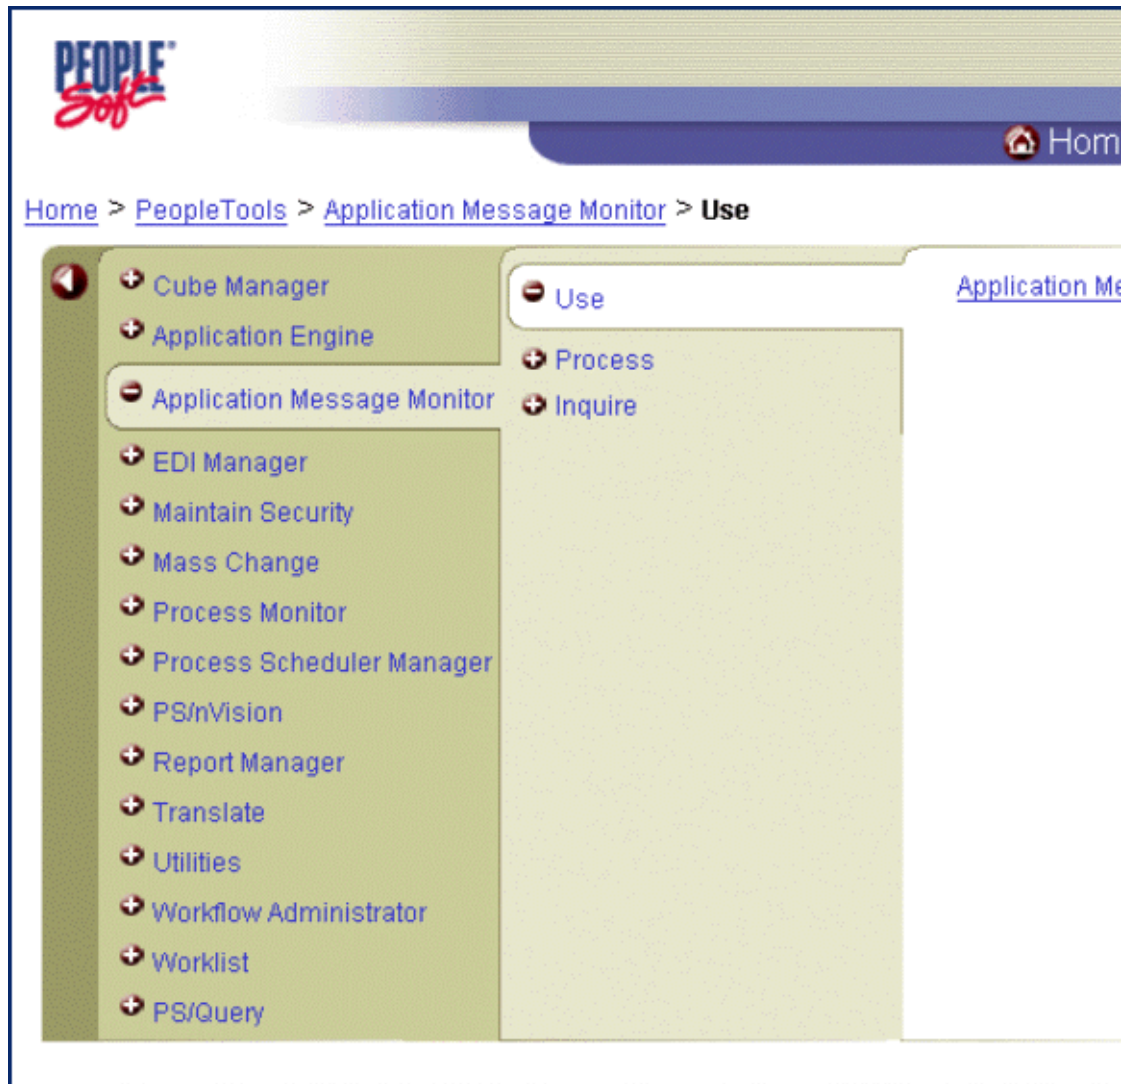 PEOPLE
Soft
Hom
Home > PeopleTools > Application Message Monitor > Use
Cube Manager
Application Engine
Application Message Monitor
EDI Manager
Maintain Security
Mass Change
Process Monitor
Process Scheduler Manager
PS/nVision
Report Manager
Translate
Utilities
Workflow Administrator
Worklist
PS/Query
Use
Process
Inquire
Application Me